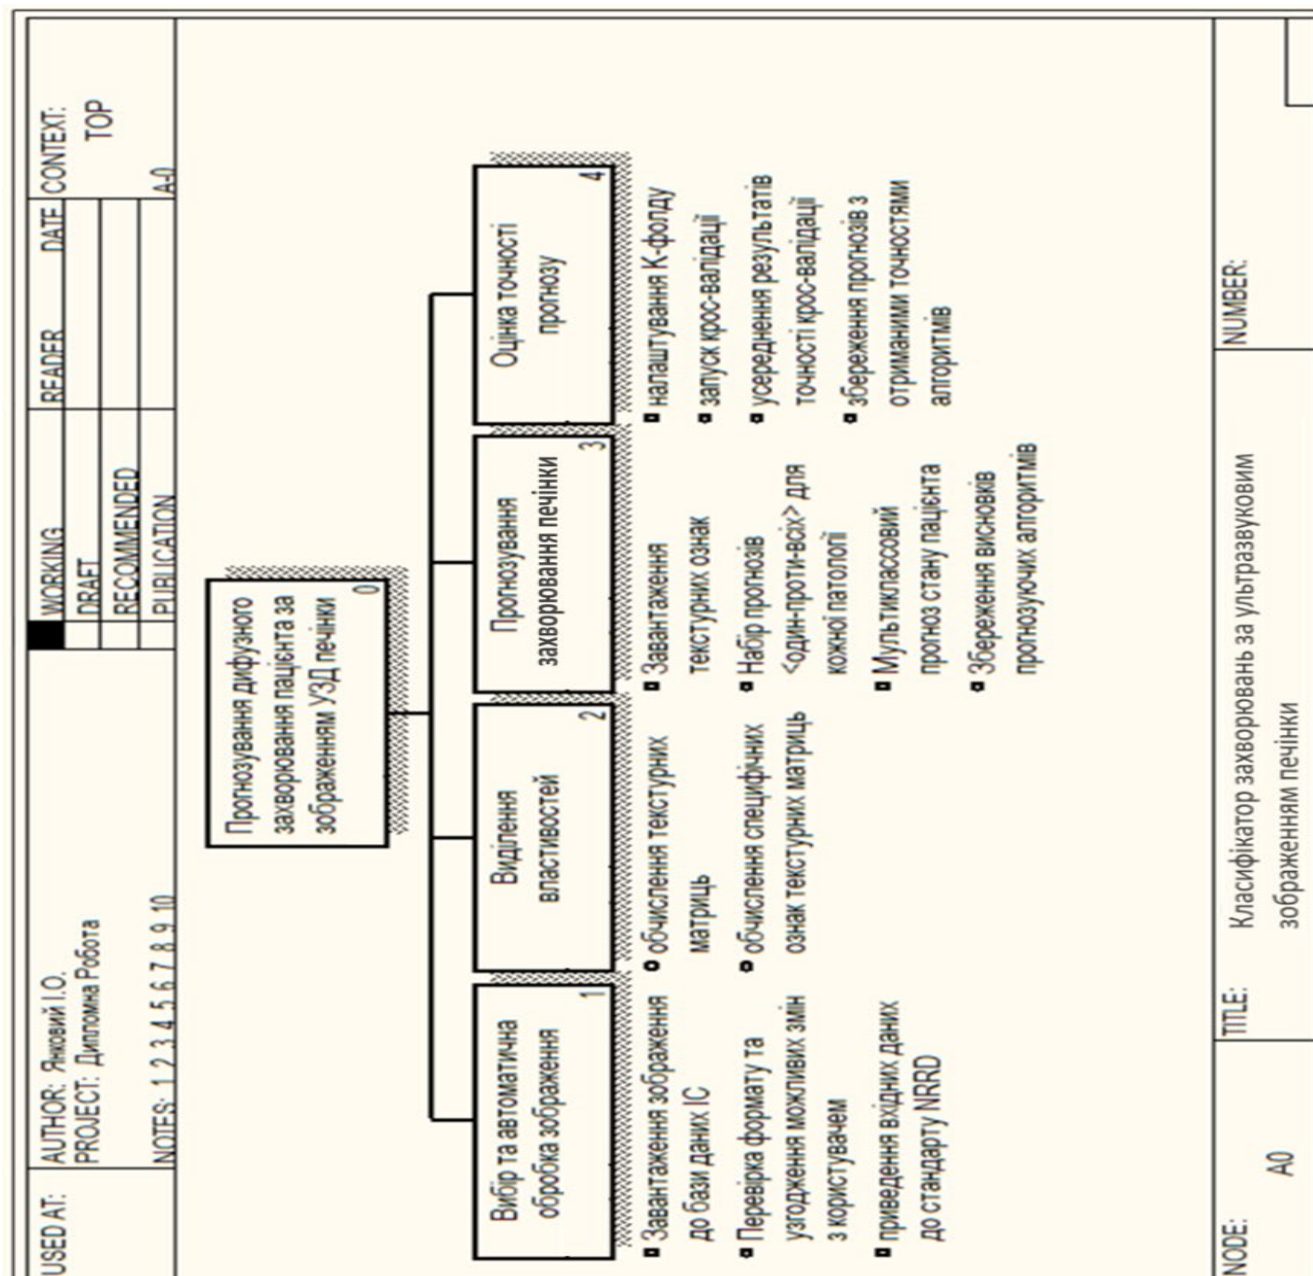 USED AT:
AUTHOR: Янковий І.О.
PROJECT: Дипломна Робота
NOTES: 1 2 3 4 5 6 7 8 9 10
WORKING
DRAFT
RECOMMENDED
PUBLICATION
READER
DATE
CONTEXT:
TOP
A-0
Прогнозування дифузного
захворювання пацієнта за
зображенням УЗД печінки
0
Вибір та автоматична
обробка зображення
1
Виділення
властивостей
2
Прогнозування
захворювання печінки
3
Оцінка точності
прогнозу
4
Завантаження зображення
до бази даних ІС
Перевірка формату та
узгодження можливих змін
з користувачем
приведення вхідних даних
до стандарту NRRD
обчислення текстурних
матриць
обчислення специфічних
ознак текстурних матриць
Завантаження
текстурних ознак
Набір прогнозів
<один-проти-всіх> для
кожної патології
Мультиклассовий
прогноз стану пацієнта
Збереження висновків
прогнозуючих алгоритмів
налаштування К-фолду
запуск крос-валідації
усереднення результатів
точності крос-валідації
збереження прогнозів з
отриманими точностями
алгоритмів
NODE:
A0
TITLE:
Класифікатор захворювань за ультразвуковим
зображенням печінки
NUMBER: